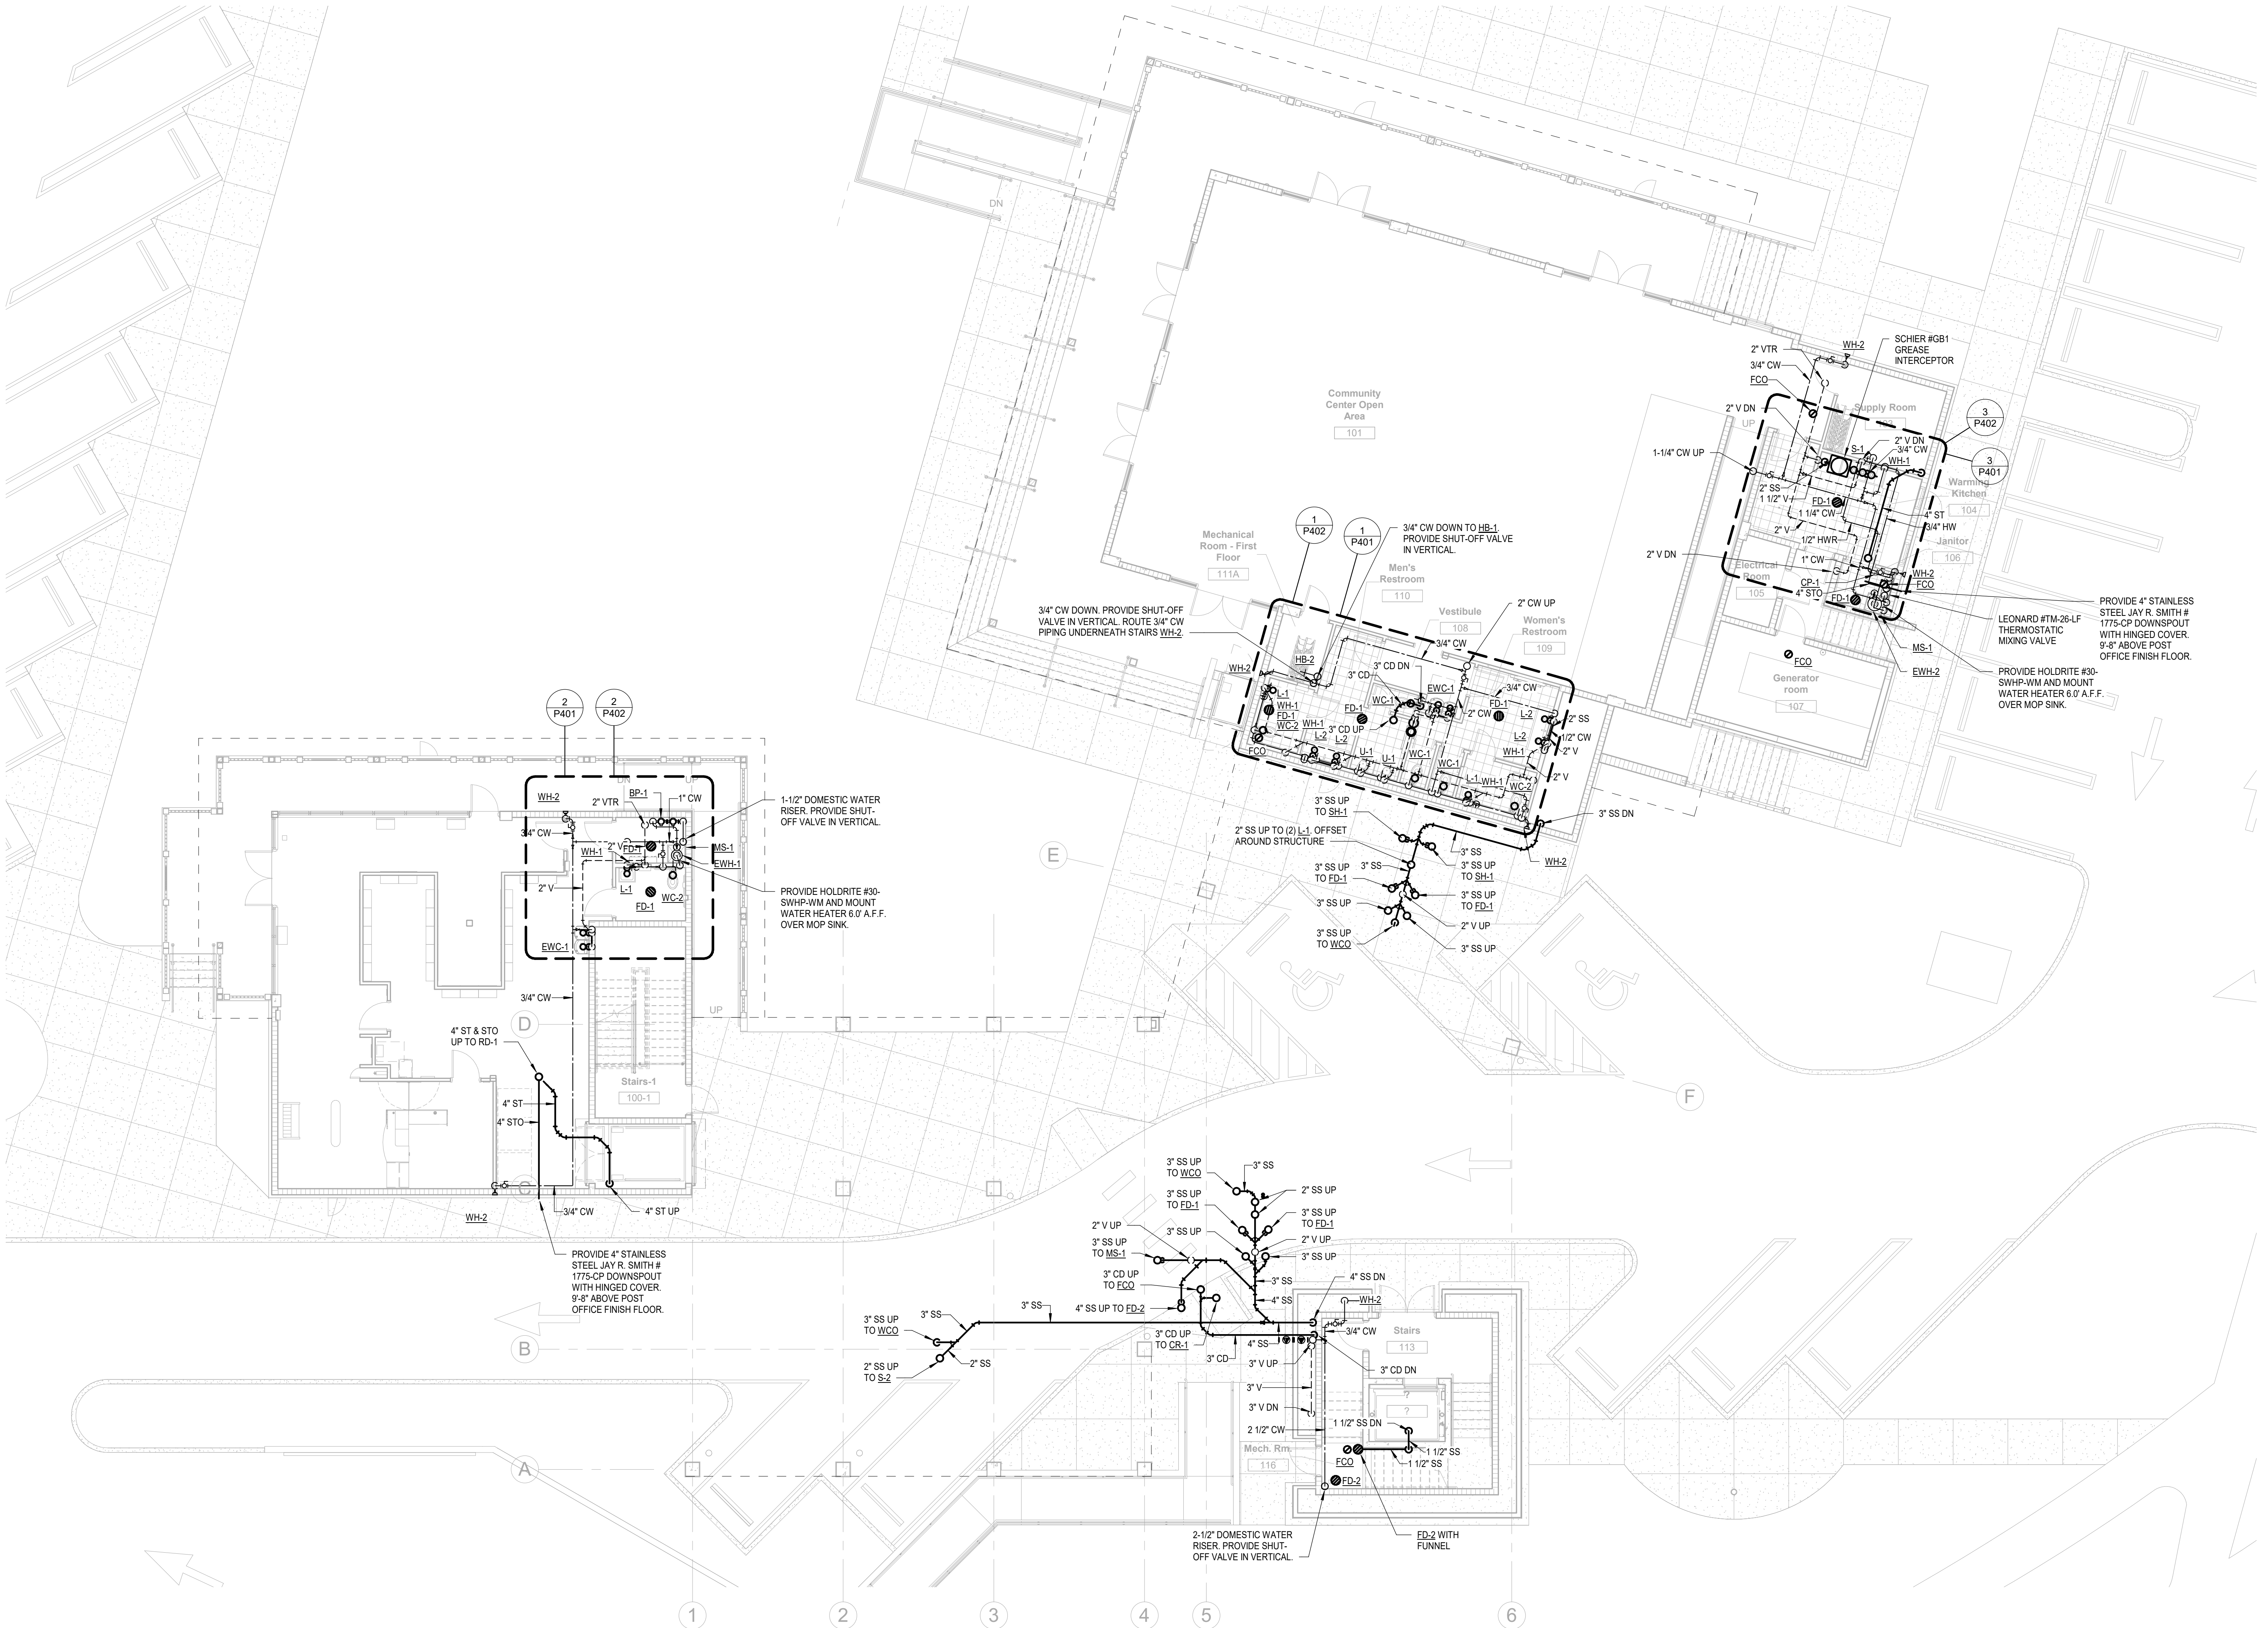 DN
Community
Center Open
Area
101
2" VTR
WH-2
SCHIER #GB1
GREASE
INTERCEPTOR
3/4" CW
FCO
2" V DN
Supply Room
UP
3
P402
S-1
2" V DN
3/4" CW
1-1/4" CW UP
WH-1
3
P401
2" SS
1 1/2" V
FD-1
Warming
Kitchen
104
1 1/4" CW
4" ST
2" V
3/4" HW
1/2" HWR
Janitor
106
2" V DN
1" CW
Electrical
Room
105
CP-1
WH-2
FCO
4" STO
FD-1
PROVIDE 4" STAINLESS
STEEL JAY R. SMITH #
1775-CP DOWNSPOUT
WITH HINGED COVER.
9'-8" ABOVE POST
OFFICE FINISH FLOOR.
LEONARD #TM-26-LF
THERMOSTATIC
MIXING VALVE
MS-1
FCO
EWH-2
PROVIDE HOLDRITE #30-
SWHP-WM AND MOUNT
WATER HEATER 6.0' A.F.F.
OVER MOP SINK.
Generator
room
107
1
P402
1
P401
3/4" CW DOWN TO HB-1.
PROVIDE SHUT-OFF VALVE
IN VERTICAL.
Mechanical
Room - First
Floor
111A
Men's
Restroom
110
Vestibule
108
2" CW UP
Women's
Restroom
109
3/4" CW DOWN. PROVIDE SHUT-OFF
VALVE IN VERTICAL. ROUTE 3/4" CW
PIPING UNDERNEATH STAIRS WH-2.
3/4" CW
HB-2
WH-2
3" CD DN
3" CD
EWC-1
3/4" CW
L-1
WC-1
WH-1
FD-1
FD-1
FD-1
2" CW
L-2
2" SS
WC-2
WH-1
3" CD UP
L-2
L-2
L-2
1/2" CW
FCO
U-1
U-1
WC-1
WH-1
2" V
WC-1
L-1
WH-1
WC-2
2" V
3" SS UP
TO SH-1
3" SS DN
2" SS UP TO (2) L-1. OFFSET
AROUND STRUCTURE
3" SS
WH-2
3" SS UP
TO FD-1
3" SS
3" SS UP
TO SH-1
3" SS UP
TO FD-1
3" SS UP
2" V UP
3" SS UP
TO WCO
3" SS UP
E
F
2
P401
2
P402
DN
UP
WH-2
BP-1
2" VTR
1" CW
1-1/2" DOMESTIC WATER
RISER. PROVIDE SHUT-
OFF VALVE IN VERTICAL.
3/4" CW
WH-1
2" V
FD-1
MS-1
EWH-1
2" V
L-1
FD-1
WC-2
PROVIDE HOLDRITE #30-
SWHP-WM AND MOUNT
WATER HEATER 6.0' A.F.F.
OVER MOP SINK.
EWC-1
3/4" CW
UP
D
4" ST & STO
UP TO RD-1
Stairs-1
100-1
4" ST
4" STO
C
WH-2
3/4" CW
4" ST UP
PROVIDE 4" STAINLESS
STEEL JAY R. SMITH #
1775-CP DOWNSPOUT
WITH HINGED COVER.
9'-8" ABOVE POST
OFFICE FINISH FLOOR.
3" SS UP
TO WCO
3" SS
2" SS UP
3" SS UP
TO FD-1
3" SS UP
TO FD-1
2" V UP
3" SS UP
2" V UP
3" SS UP
TO MS-1
3" SS UP
3" CD UP
TO FCO
3" SS
4" SS DN
4" SS UP TO FD-2
4" SS
WH-2
3" SS UP
TO WCO
3" SS
3" SS
3" CD UP
TO CR-1
3/4" CW
Stairs
113
B
4" SS
3" CD
3" V UP
3" CD DN
2" SS UP
TO S-2
2" SS
3" V
?
?
3" V DN
2 1/2" CW
1 1/2" SS DN
A
Mech. Rm.
116
1 1/2" SS
1 1/2" SS
FCO
FD-2
2-1/2" DOMESTIC WATER
RISER. PROVIDE SHUT-
OFF VALVE IN VERTICAL.
FD-2 WITH
FUNNEL
1
2
3
4
5
6